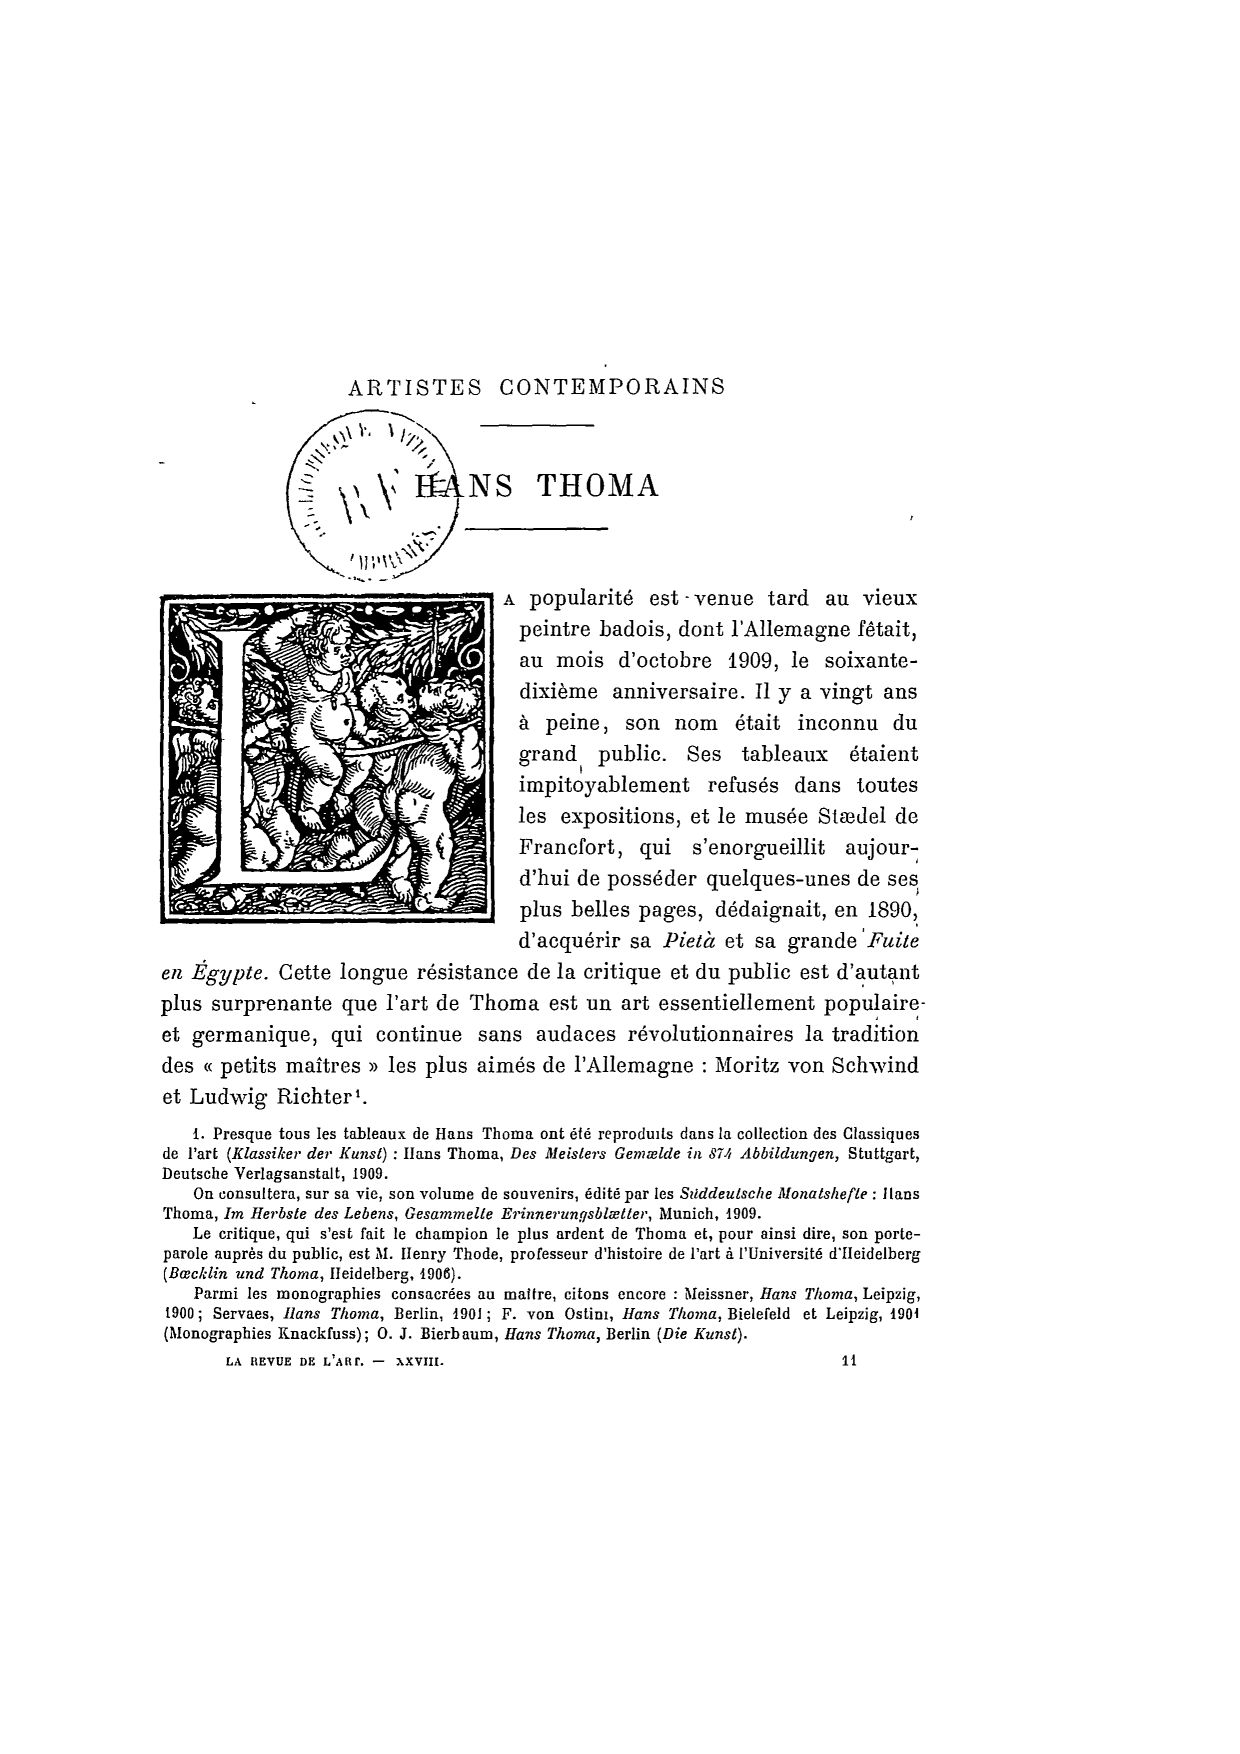 ARTISTES CONTEMPORAINS
HANS THOMA
LA popularité est venue tard au vieux
peintre badois, dont l'Allemagne fêtait,
au mois d'octobre 1909, le soixante-
dixième anniversaire. Il y a vingt ans
à peine, son nom était inconnu du
grand public. Ses tableaux étaient
impitoyablement refusés dans toutes
les expositions, et le musée Stædel de
Francfort, qui s'enorgueillit aujour-
d'hui de posséder quelques-unes de ses
plus belles pages, dédaignait, en 1890,
d'acquérir sa Pietà et sa grande Fuite
en Égypte. Cette longue résistance de la critique et du public est d'autant
plus surprenante que l'art de Thoma est un art essentiellement populaire
et germanique, qui continue sans audaces révolutionnaires la tradition
des « petits maîtres » les plus aimés de l'Allemagne : Moritz von Schwind
et Ludwig Richter¹.
1. Presque tous les tableaux de Hans Thoma ont été reproduits dans la collection des Classiques
de l'art (Klassiker der Kunst) : Hans Thoma, Des Meisters Gemælde in 874 Abbildungen, Stuttgart,
Deutsche Verlagsanstalt, 1909.
On consultera, sur sa vie, son volume de souvenirs, édité par les Süddeutsche Monatshefte : Hans
Thoma, Im Herbste des Lebens, Gesammelte Erinnerungsblætter, Munich, 1909.
Le critique, qui s'est fait le champion le plus ardent de Thoma et, pour ainsi dire, son porte-
parole auprès du public, est M. Henry Thode, professeur d'histoire de l'art à l'Université d'Heidelberg
(Bœcklin und Thoma, Heidelberg, 1906).
Parmi les monographies consacrées au maître, citons encore : Meissner, Hans Thoma, Leipzig,
1900 ; Servaes, Hans Thoma, Berlin, 1901 ; F. von Ostini, Hans Thoma, Bielefeld et Leipzig, 1901
(Monographies Knackfuss) ; O. J. Bierbaum, Hans Thoma, Berlin (Die Kunst).
LA REVUE DE L'ART. — XXVIII. 11